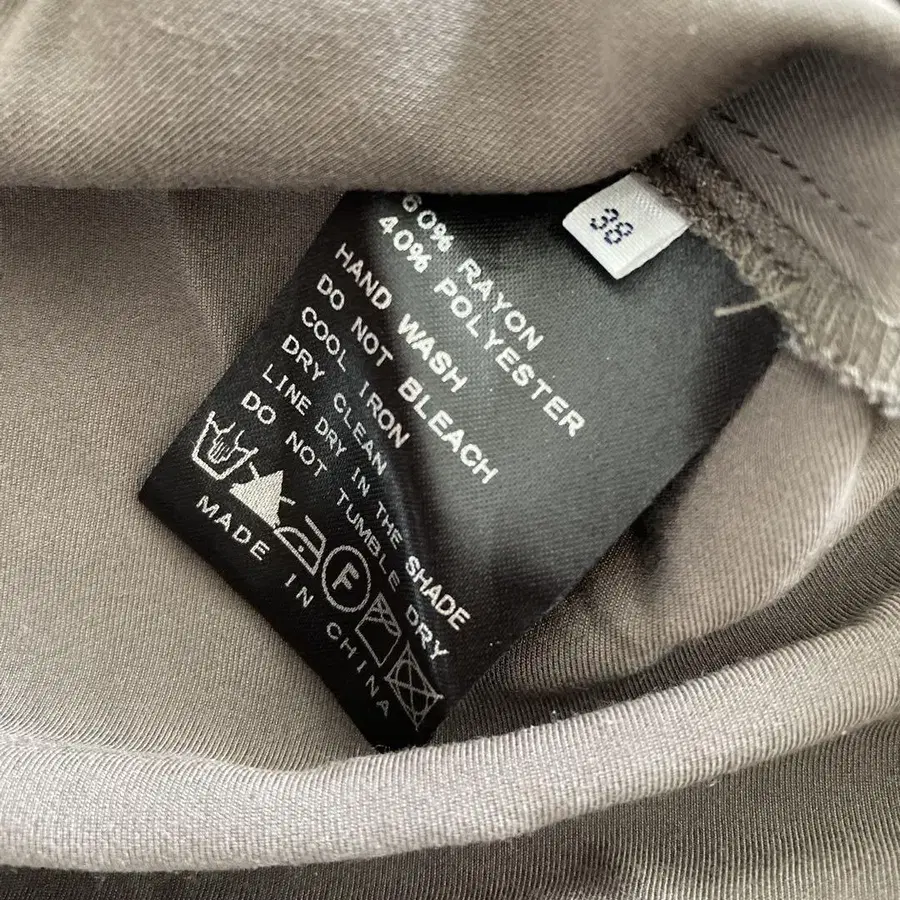 38
60% RAYON
40% POLYESTER
HAND WASH
DO NOT BLEACH
COOL IRON
DRY CLEAN
LINE DRY IN THE SHADE
DO NOT TUMBLE DRY
F
MADE IN CHINA